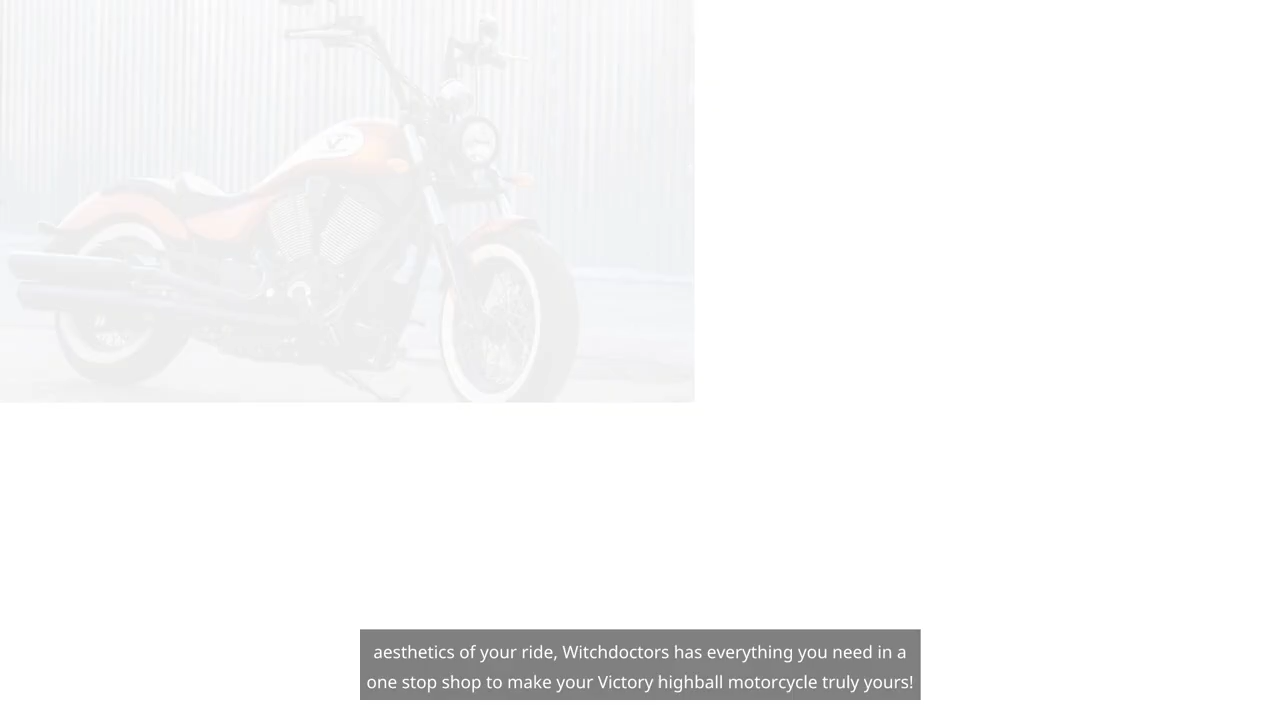 aesthetics of your ride, Witchdoctors has everything you need in a
one stop shop to make your Victory highball motorcycle truly yours!